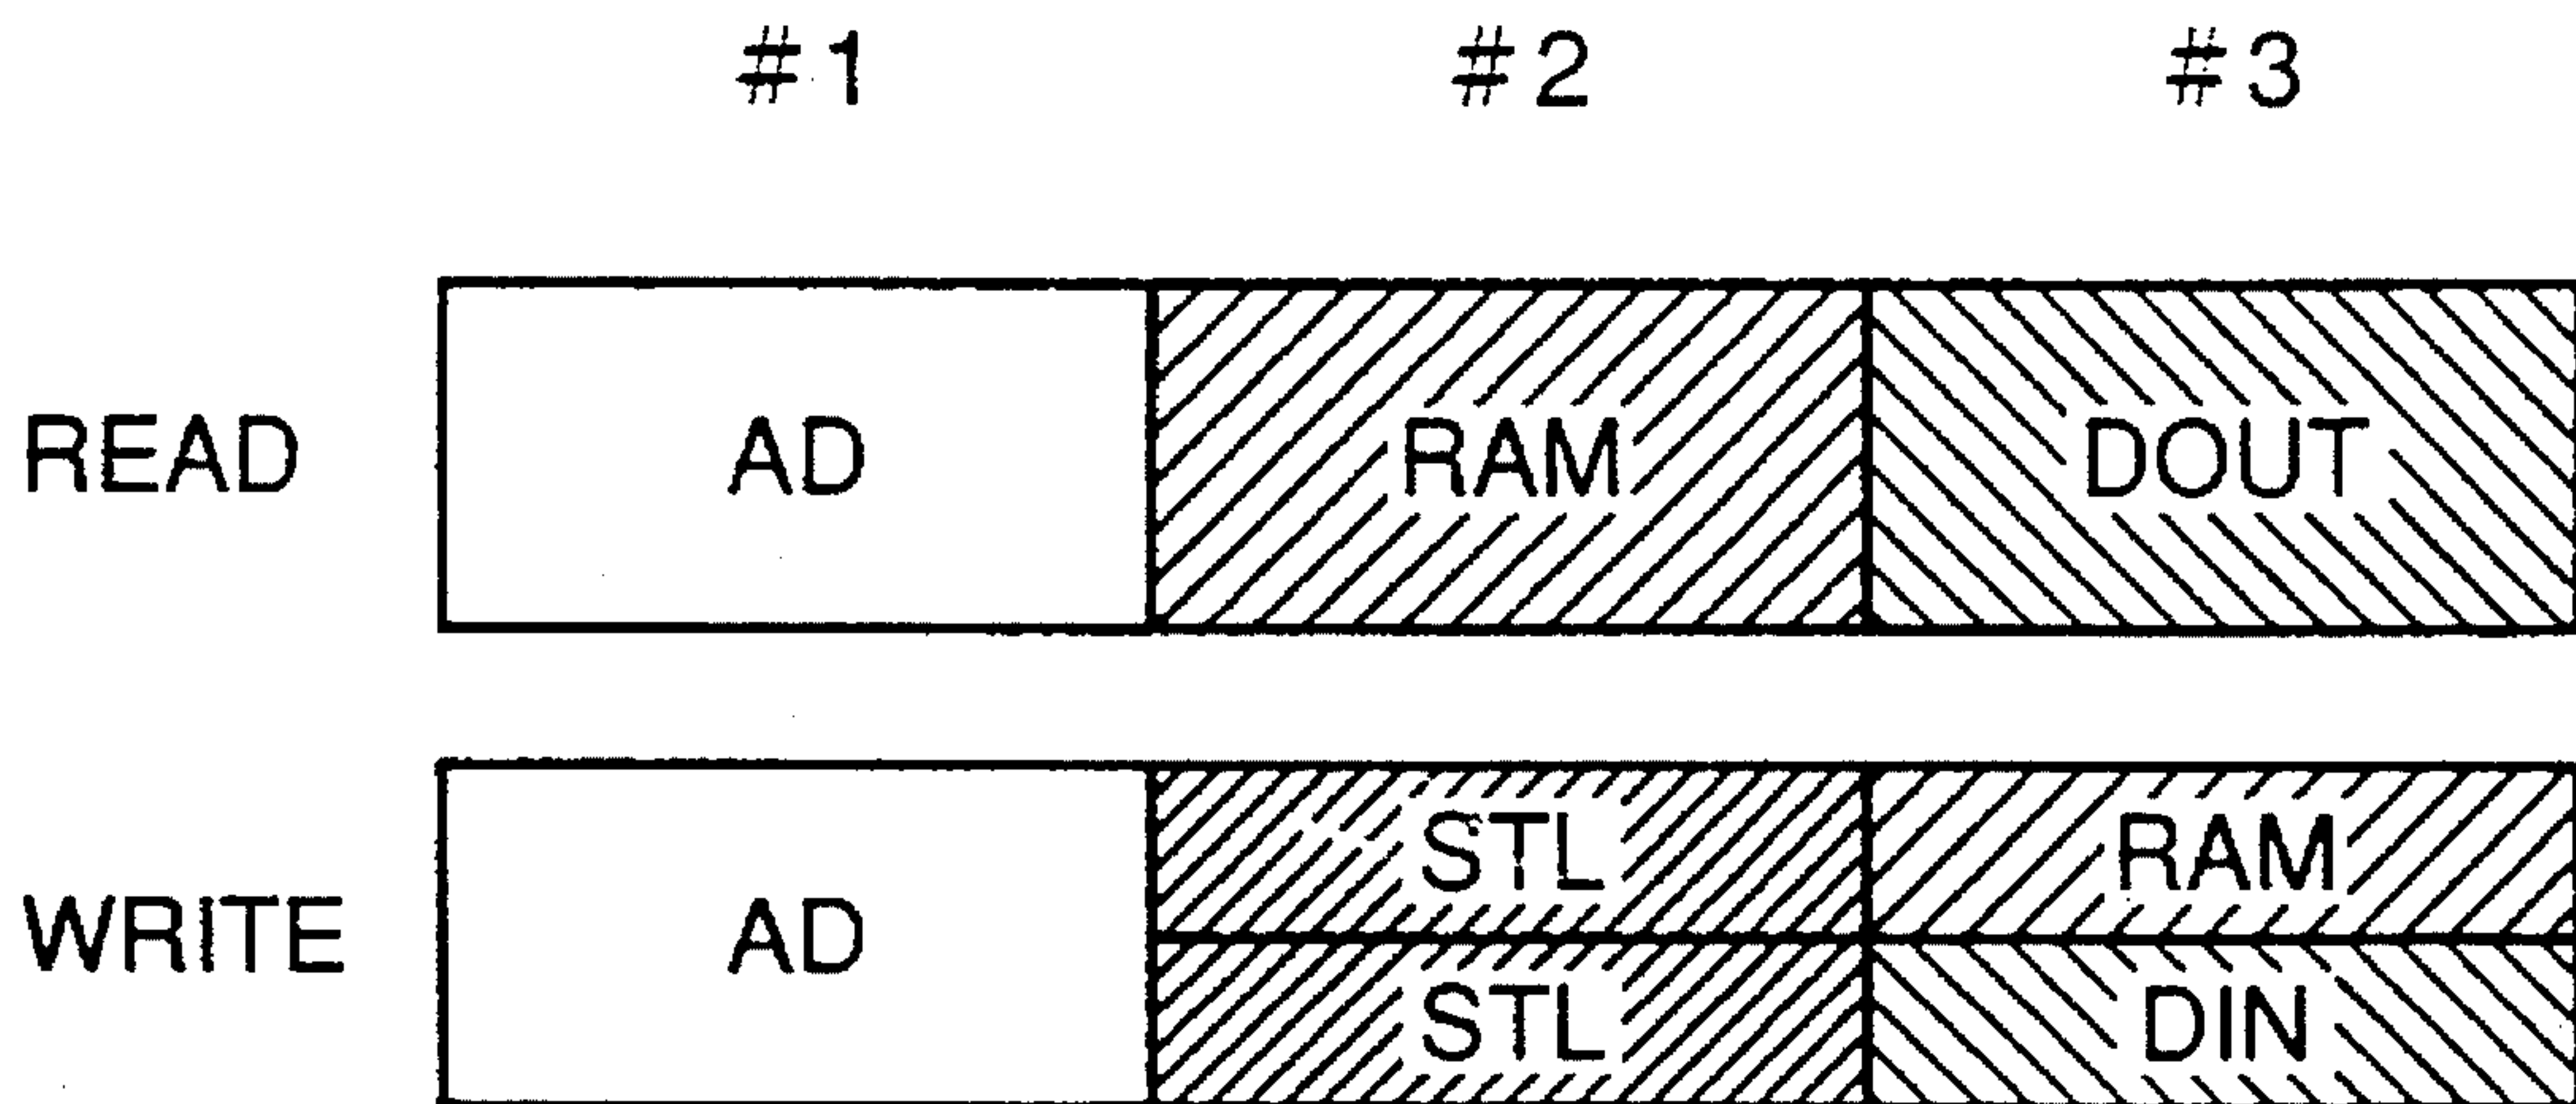 #1 #2 #3
READ AD RAM DOUT
STL RAM
WRITE AD
STL DIN